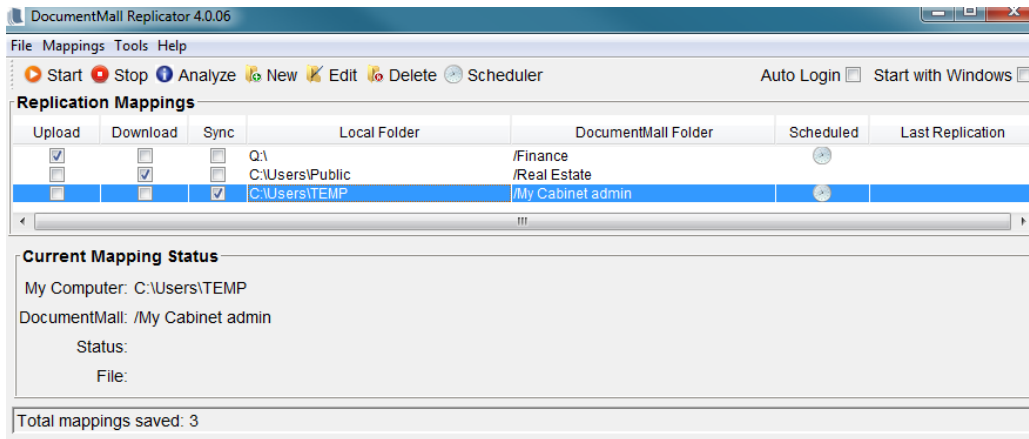 DocumentMall Replicator 4.0.06
File Mappings Tools Help
Start Stop Analyze New Edit Delete Scheduler Auto Login Start with Windows
Replication Mappings
Upload Download Sync Local Folder DocumentMall Folder Scheduled Last Replication
Q:\ /Finance
C:\Users\Public /Real Estate
C:\Users\TEMP /My Cabinet admin
Current Mapping Status
My Computer: C:\Users\TEMP
DocumentMall: /My Cabinet admin
Status:
File:
Total mappings saved: 3